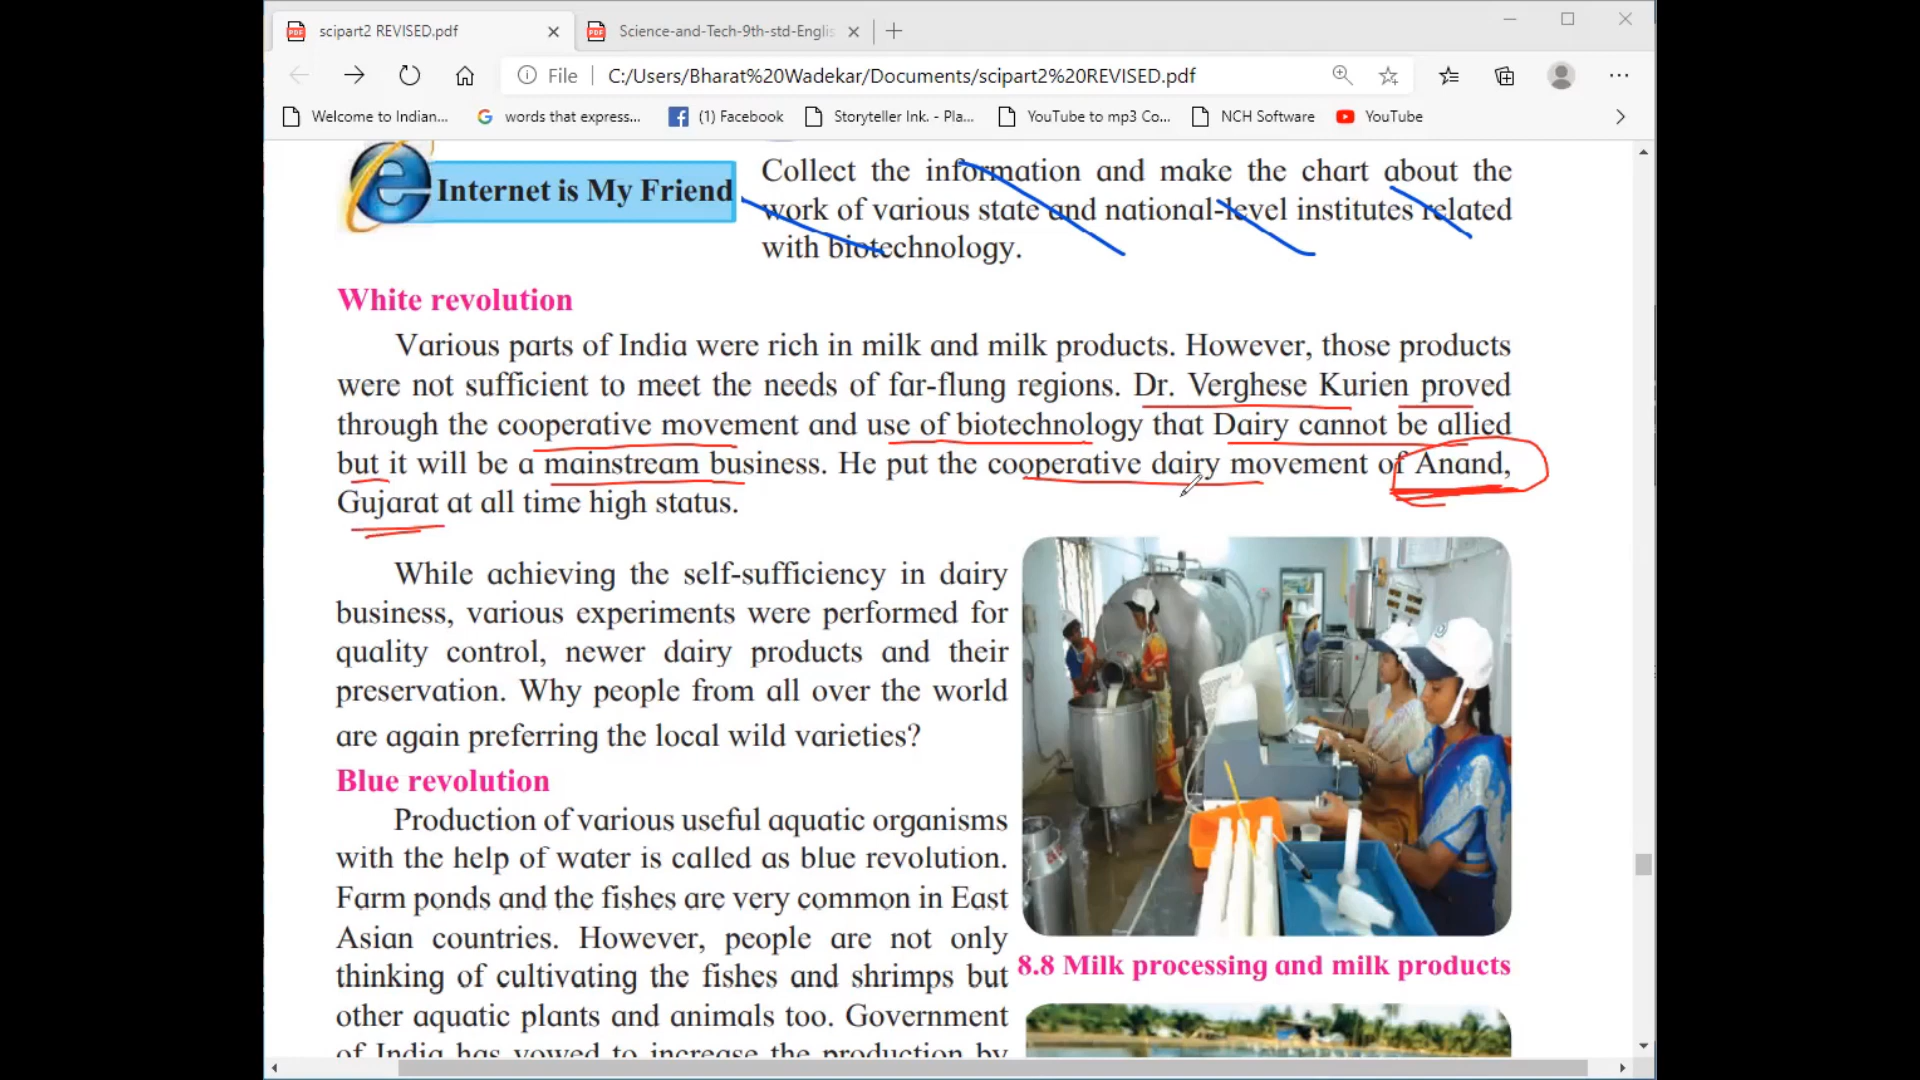 scipart2 REVISED.pdf
Science-and-Tech-9th-std-Englis
File
C:/Users/Bharat%20Wadekar/Documents/scipart2%20REVISED.pdf
Welcome to Indian...
words that express...
(1) Facebook
Storyteller Ink. - Pla...
YouTube to mp3 Co...
NCH Software
YouTube
Internet is My Friend
Collect the information and make the chart about the
work of various state and national-level institutes related
with biotechnology.
White revolution
Various parts of India were rich in milk and milk products. However, those products
were not sufficient to meet the needs of far-flung regions. Dr. Verghese Kurien proved
through the cooperative movement and use of biotechnology that Dairy cannot be allied
but it will be a mainstream business. He put the cooperative dairy movement of Anand,
Gujarat at all time high status.
While achieving the self-sufficiency in dairy
business, various experiments were performed for
quality control, newer dairy products and their
preservation. Why people from all over the world
are again preferring the local wild varieties?
Blue revolution
Production of various useful aquatic organisms
with the help of water is called as blue revolution.
Farm ponds and the fishes are very common in East
Asian countries. However, people are not only
thinking of cultivating the fishes and shrimps but
other aquatic plants and animals too. Government
of India has vowed to increase the production by
8.8 Milk processing and milk products